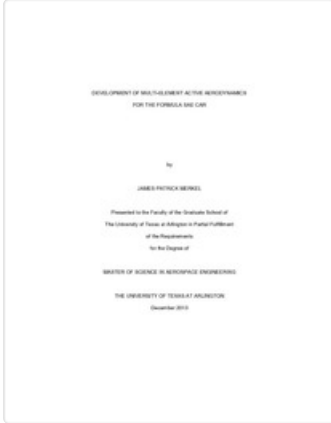 DEVELOPMENT OF MULTI-ELEMENT ACTIVE AERODYNAMICS
FOR THE FORMULA SAE CAR
by
JAMES PATRICK MERKEL
Presented to the Faculty of the Graduate School of
The University of Texas at Arlington in Partial Fulfillment
of the Requirements
for the Degree of
MASTER OF SCIENCE IN AEROSPACE ENGINEERING
THE UNIVERSITY OF TEXAS AT ARLINGTON
December 2013